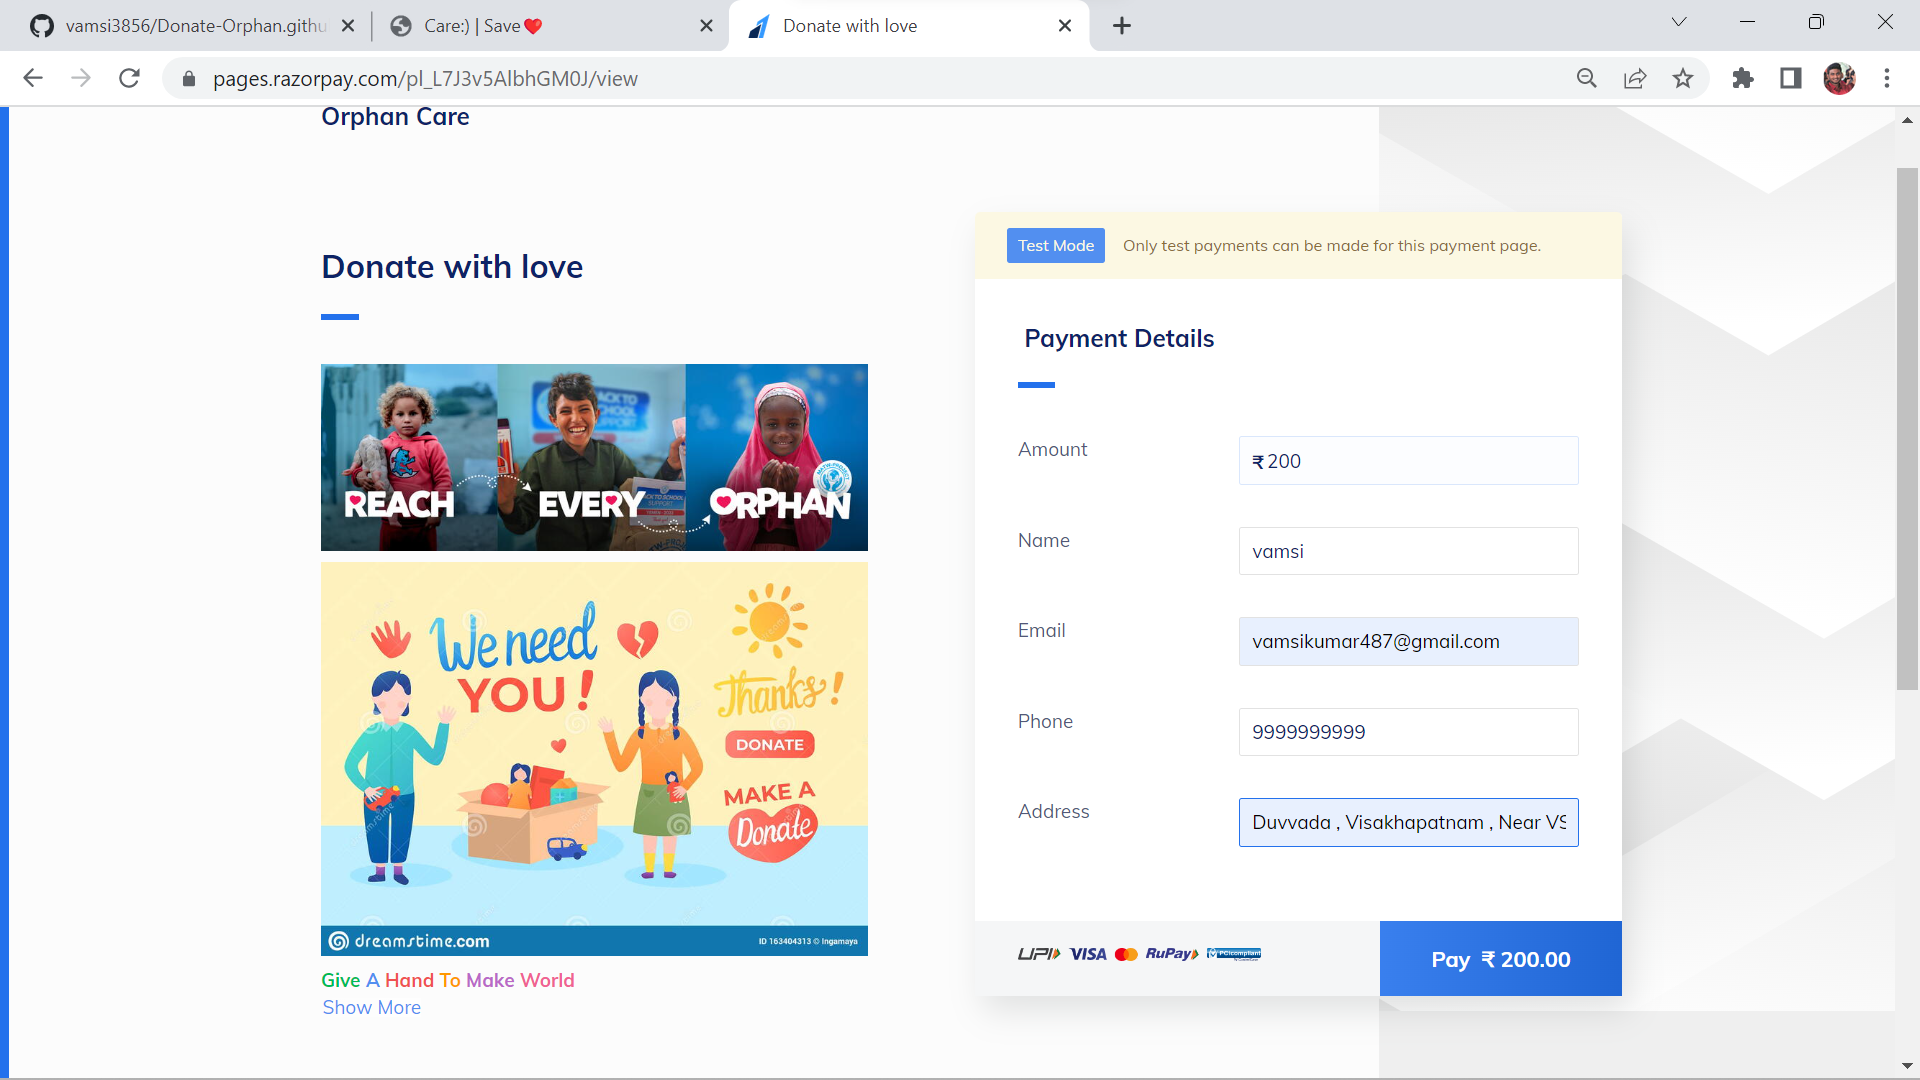 vamsi3856/Donate-Orphan.githu
Care:) | Save❤️
Donate with love
pages.razorpay.com/pl_L7J3v5AlbhGM0J/view
Orphan Care
Donate with love
REACH EVERY ORPHAN
We need
YOU!
Thanks!
DONATE
MAKE A
Donate
dreamstime.com
ID 163404313 © Ingamaya
Give A Hand To Make World
Show More
Test Mode Only test payments can be made for this payment page.
Payment Details
Amount ₹ 200
Name vamsi
Email vamsikumar487@gmail.com
Phone 9999999999
Address Duvvada , Visakhapatnam , Near VS
UPI VISA RuPay PCI compliant
Pay ₹ 200.00